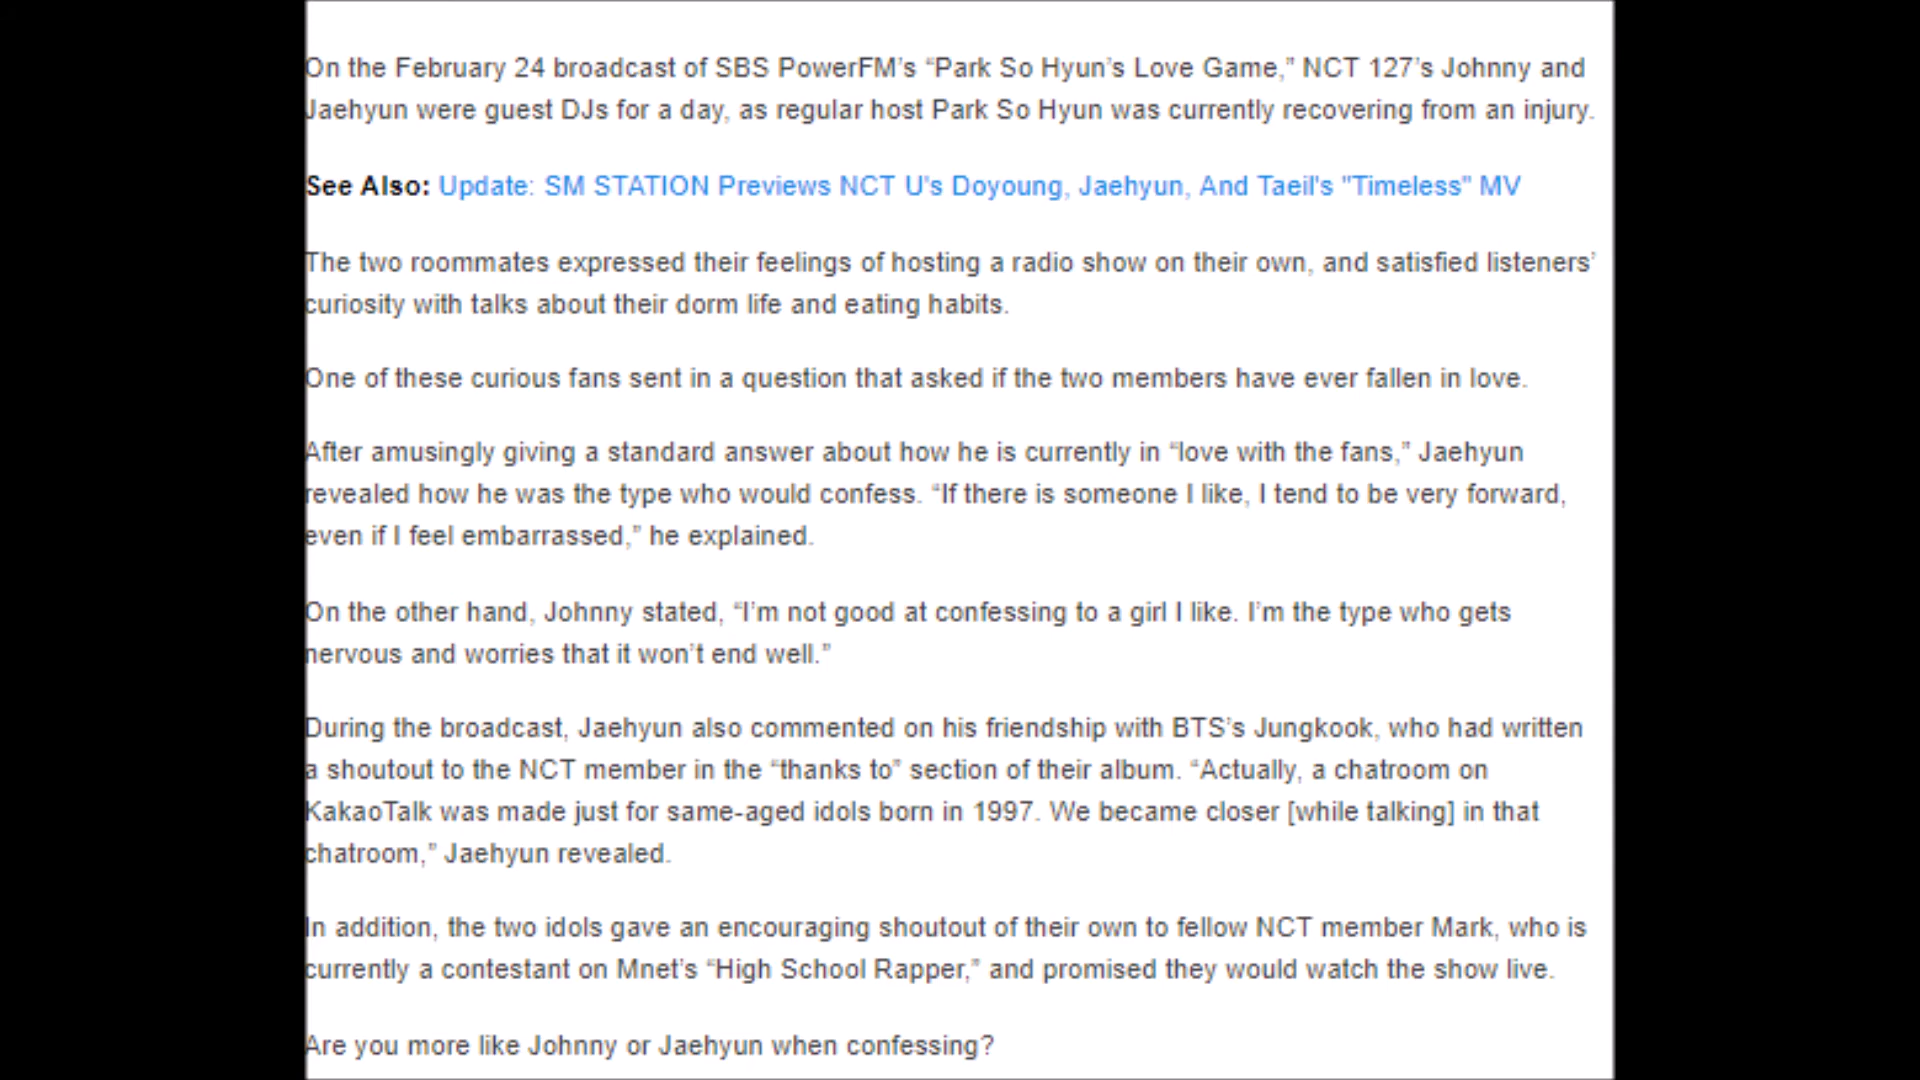 On the February 24 broadcast of SBS PowerFM’s “Park So Hyun’s Love Game,” NCT 127’s Johnny and
Jaehyun were guest DJs for a day, as regular host Park So Hyun was currently recovering from an injury.
See Also: Update: SM STATION Previews NCT U's Doyoung, Jaehyun, And Taeil's "Timeless" MV
The two roommates expressed their feelings of hosting a radio show on their own, and satisfied listeners’
curiosity with talks about their dorm life and eating habits.
One of these curious fans sent in a question that asked if the two members have ever fallen in love.
After amusingly giving a standard answer about how he is currently in “love with the fans,” Jaehyun
revealed how he was the type who would confess. “If there is someone I like, I tend to be very forward,
even if I feel embarrassed,” he explained.
On the other hand, Johnny stated, “I’m not good at confessing to a girl I like. I’m the type who gets
nervous and worries that it won’t end well.”
During the broadcast, Jaehyun also commented on his friendship with BTS’s Jungkook, who had written
a shoutout to the NCT member in the “thanks to” section of their album. “Actually, a chatroom on
KakaoTalk was made just for same-aged idols born in 1997. We became closer [while talking] in that
chatroom,” Jaehyun revealed.
In addition, the two idols gave an encouraging shoutout of their own to fellow NCT member Mark, who is
currently a contestant on Mnet’s “High School Rapper,” and promised they would watch the show live.
Are you more like Johnny or Jaehyun when confessing?